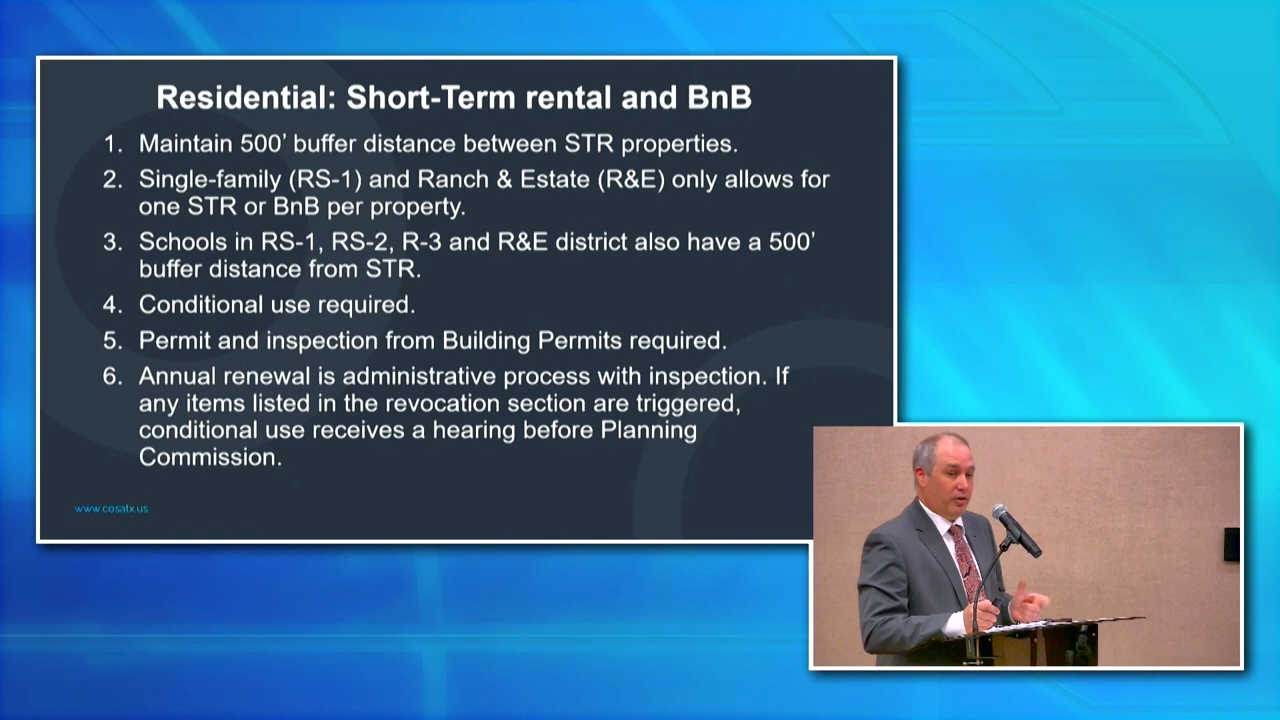 Residential: Short-Term rental and BnB
1. Maintain 500’ buffer distance between STR properties.
2. Single-family (RS-1) and Ranch & Estate (R&E) only allows for
one STR or BnB per property.
3. Schools in RS-1, RS-2, R-3 and R&E district also have a 500’
buffer distance from STR.
4. Conditional use required.
5. Permit and inspection from Building Permits required.
6. Annual renewal is administrative process with inspection. If
any items listed in the revocation section are triggered,
conditional use receives a hearing before Planning
Commission.
www.cosatx.us